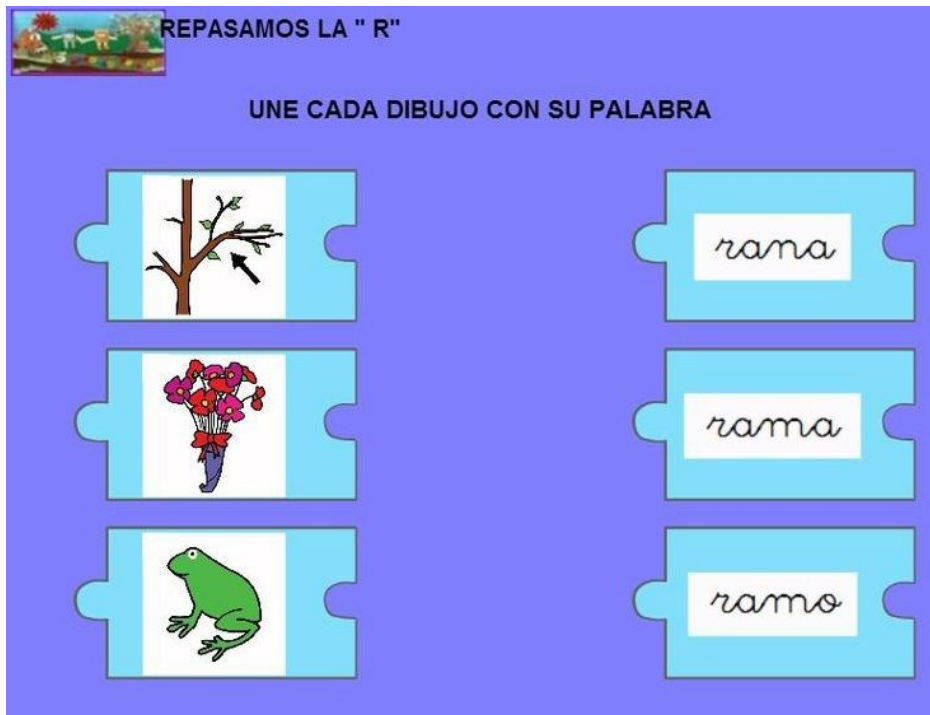 REPASAMOS LA " R"
UNE CADA DIBUJO CON SU PALABRA
rana
rama
ramo